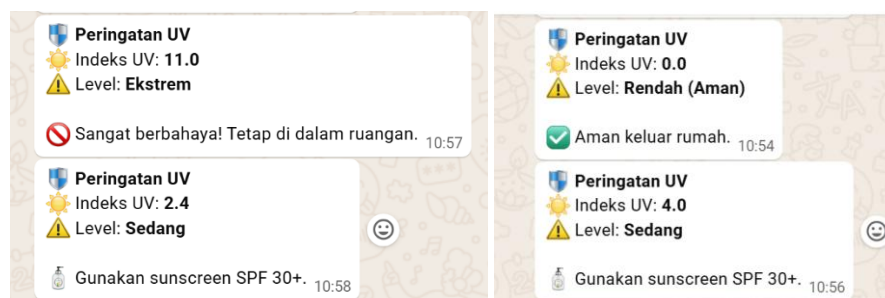 Peringatan UV
Indeks UV: 11.0
Level: Ekstrem
Sangat berbahaya! Tetap di dalam ruangan. 10:57
Peringatan UV
Indeks UV: 2.4
Level: Sedang
Gunakan sunscreen SPF 30+. 10:58
Peringatan UV
Indeks UV: 0.0
Level: Rendah (Aman)
Aman keluar rumah. 10:54
Peringatan UV
Indeks UV: 4.0
Level: Sedang
Gunakan sunscreen SPF 30+. 10:56